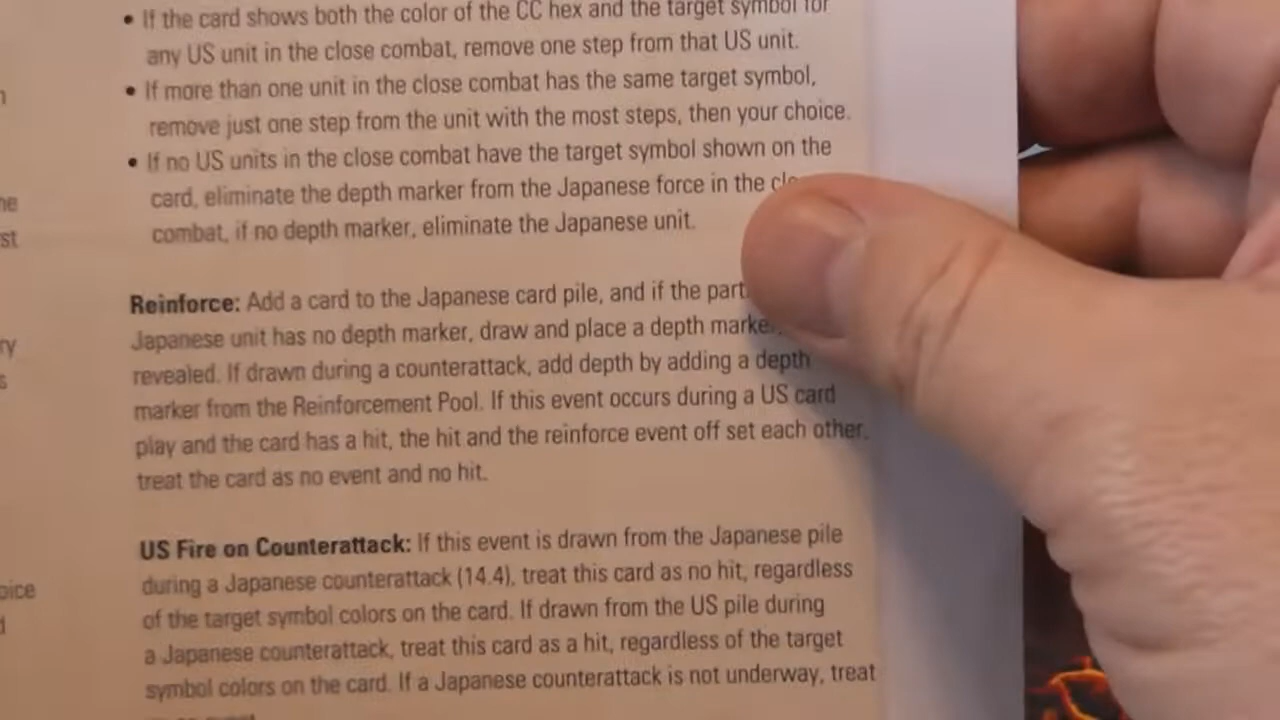 • If the card shows both the color of the CC hex and the target symbol for
any US unit in the close combat, remove one step from that US unit.
• If more than one unit in the close combat has the same target symbol,
remove just one step from the unit with the most steps, then your choice.
• If no US units in the close combat have the target symbol shown on the
card, eliminate the depth marker from the Japanese force in the
combat, if no depth marker, eliminate the Japanese unit.
Reinforce: Add a card to the Japanese card pile, and if the
Japanese unit has no depth marker, draw and place a depth
revealed. If drawn during a counterattack, add depth by adding a depth
marker from the Reinforcement Pool. If this event occurs during a US card
play and the card has a hit, the hit and the reinforce event off set each other,
treat the card as no event and no hit.
US Fire on Counterattack: If this event is drawn from the Japanese pile
during a Japanese counterattack (14.4), treat this card as no hit, regardless
of the target symbol colors on the card. If drawn from the US pile during
a Japanese counterattack, treat this card as a hit, regardless of the target
symbol colors on the card. If a Japanese counterattack is not underway, treat